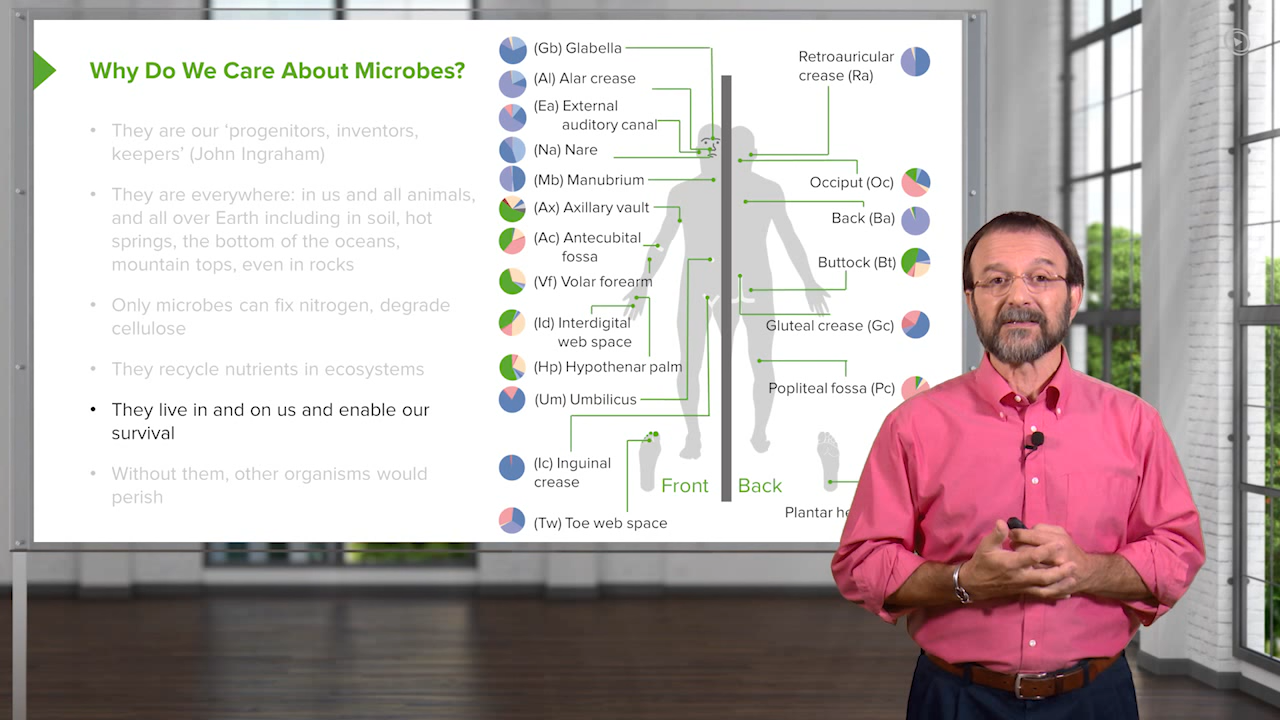 Why Do We Care About Microbes?
• They are our ‘progenitors, inventors,
keepers’ (John Ingraham)
• They are everywhere: in us and all animals,
and all over Earth including in soil, hot
springs, the bottom of the oceans,
mountain tops, even in rocks
• Only microbes can fix nitrogen, degrade
cellulose
• They recycle nutrients in ecosystems
• They live in and on us and enable our
survival
• Without them, other organisms would
perish
(Gb) Glabella
(Al) Alar crease
(Ea) External
auditory canal
(Na) Nare
(Mb) Manubrium
(Ax) Axillary vault
(Ac) Antecubital
fossa
(Vf) Volar forearm
(Id) Interdigital
web space
(Hp) Hypothenar palm
(Um) Umbilicus
(Ic) Inguinal
crease
(Tw) Toe web space
Front
Back
Retroauricular
crease (Ra)
Occiput (Oc)
Back (Ba)
Buttock (Bt)
Gluteal crease (Gc)
Popliteal fossa (Pc)
Plantar